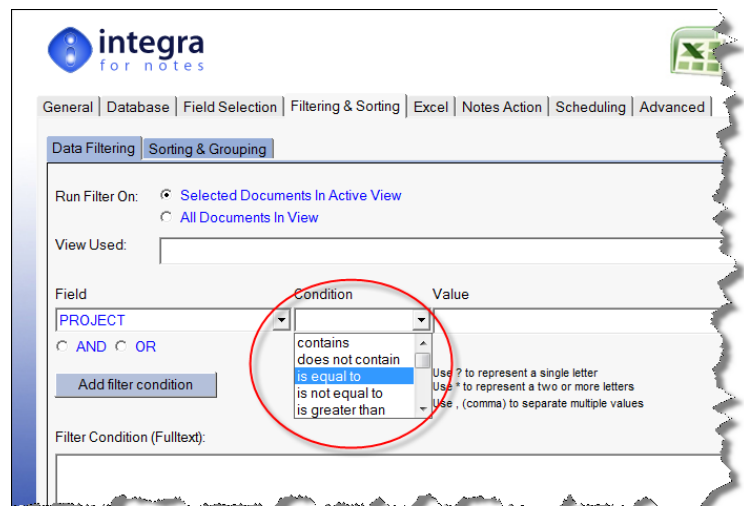 integra
for notes
General Database Field Selection Filtering & Sorting Excel Notes Action Scheduling Advanced
Data Filtering Sorting & Grouping
Run Filter On: Selected Documents In Active View
All Documents In View
View Used:
Field Condition Value
PROJECT
AND OR
contains
does not contain
is equal to
is not equal to
is greater than
Use ? to represent a single letter
Use * to represent a two or more letters
Use , (comma) to separate multiple values
Add filter condition
Filter Condition (Fulltext):